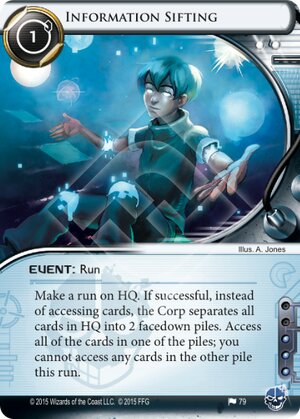 1
INFORMATION SIFTING
Illus. A. Jones
EVENT: Run
Make a run on HQ. If successful, instead
of accessing cards, the Corp separates all
cards in HQ into 2 facedown piles. Access
all of the cards in one of the piles; you
cannot access any cards in the other pile
this run.
© 2015 Wizards of the Coast LLC. © 2015 FFG
79